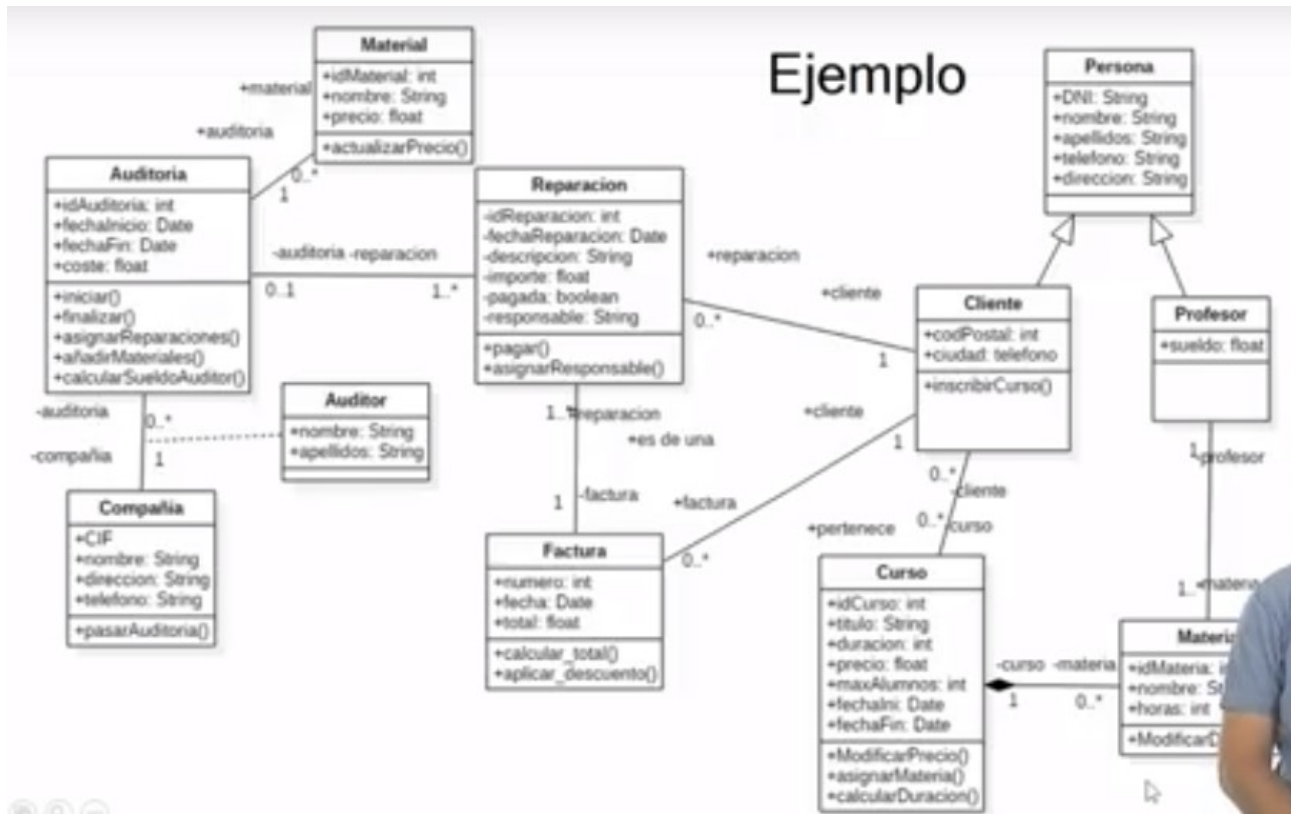 Ejemplo
Material
+idMaterial: int
+nombre: String
+precio: float
+actualizarPrecio()
+material
+auditoria
0..*
1
Auditoria
+idAuditoria: int
+fechaInicio: Date
+fechaFin: Date
+coste: float
+iniciar()
+finalizar()
+asignarReparaciones()
+añadirMateriales()
+calcularSueldoAuditor()
-auditoria -reparacion
0..1
1..*
Reparacion
-idReparacion: int
-fechaReparacion: Date
-descripcion: String
-importe: float
-pagada: boolean
-responsable: String
+pagar()
+asignarResponsable()
+reparacion
+cliente
0..*
1
Persona
+DNI: String
+nombre: String
+apellidos: String
+telefono: String
+direccion: String
Cliente
+codPostal: int
+ciudad: telefono
+inscribirCurso()
Profesor
+sueldo: float
-auditoria
0..*
-compañia
1
Auditor
+nombre: String
+apellidos: String
Compañia
+CIF
+nombre: String
+direccion: String
+telefono: String
+pasarAuditoria()
1..*
+reparacion
+es de una
1
-factura
+cliente
1
+factura
0..*
Factura
+numero: int
+fecha: Date
+total: float
+calcular_total()
+aplicar_descuento()
0..*
-cliente
+pertenece
0..*
-curso
Curso
+idCurso: int
+titulo: String
+duracion: int
+precio: float
+maxAlumnos: int
+fechaIni: Date
+fechaFin: Date
+ModificarPrecio()
+asignarMateria()
+calcularDuracion()
-curso -materia
1
0..*
1
-profesor
1..
+materia
Materia
+idMateria:
+nombre:
+horas: int